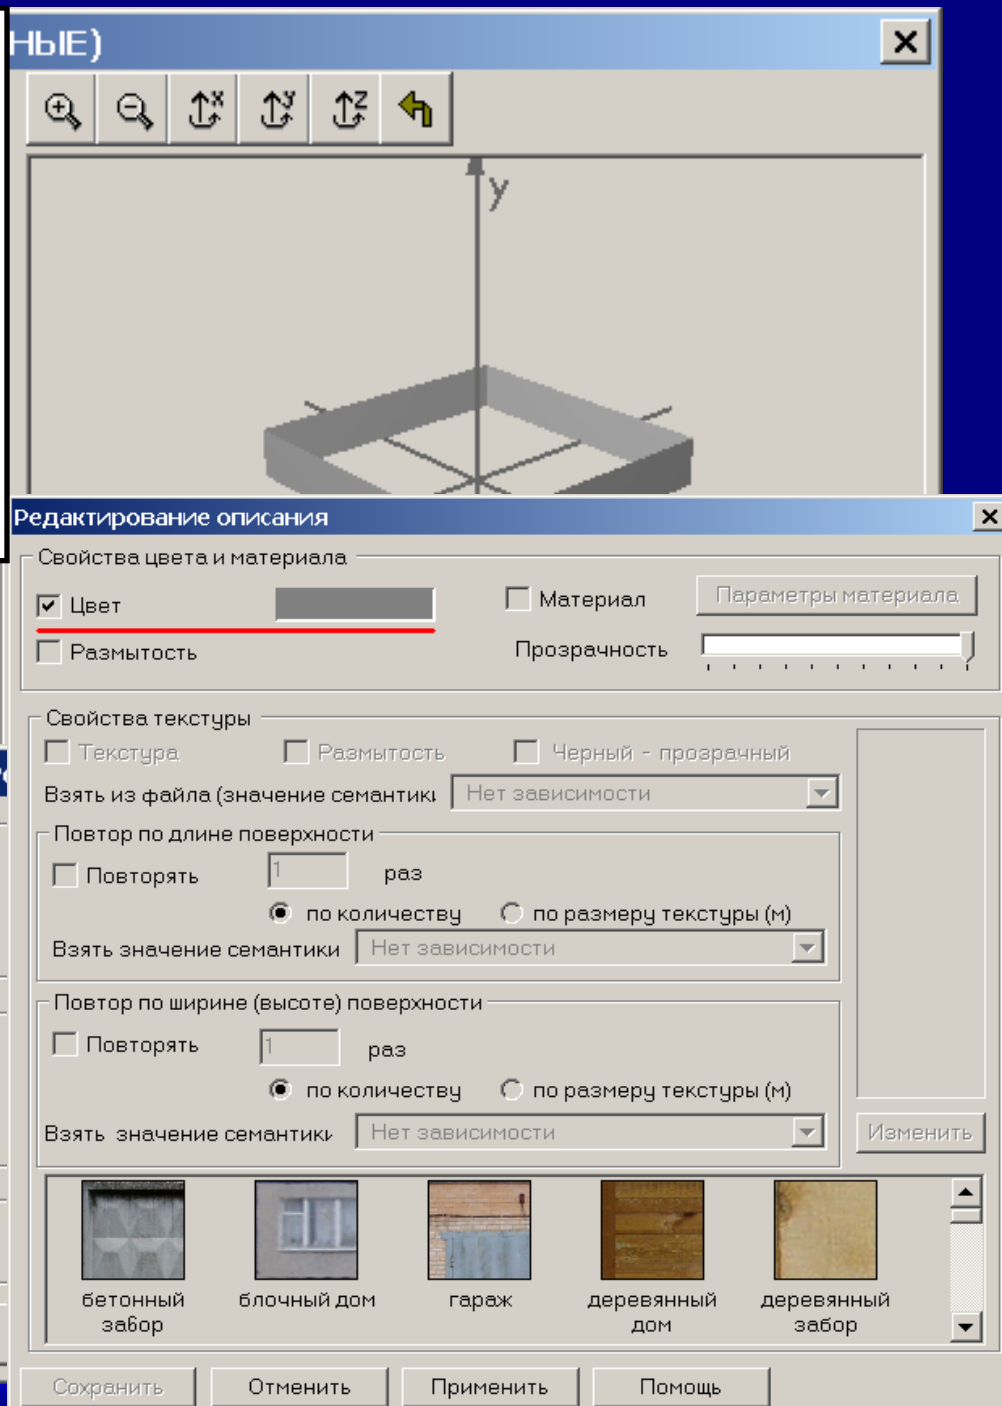 НЫЕ)
X
y
Z
y
Редактирование описания
Свойства цвета и материала
Цвет
Материал
Параметры материала
Размытость
Прозрачность
Свойства текстуры
Текстура
Размытость
Черный - прозрачный
Взять из файла (значение семантики
Нет зависимости
Повтор по длине поверхности
Повторять
1
раз
по количеству
по размеру текстуры (м)
Взять значение семантики
Нет зависимости
Повтор по ширине (высоте) поверхности
Повторять
1
раз
по количеству
по размеру текстуры (м)
Взять значение семантики
Нет зависимости
Изменить
бетонный
забор
блочный дом
гараж
деревянный
дом
деревянный
забор
Сохранить
Отменить
Применить
Помощь